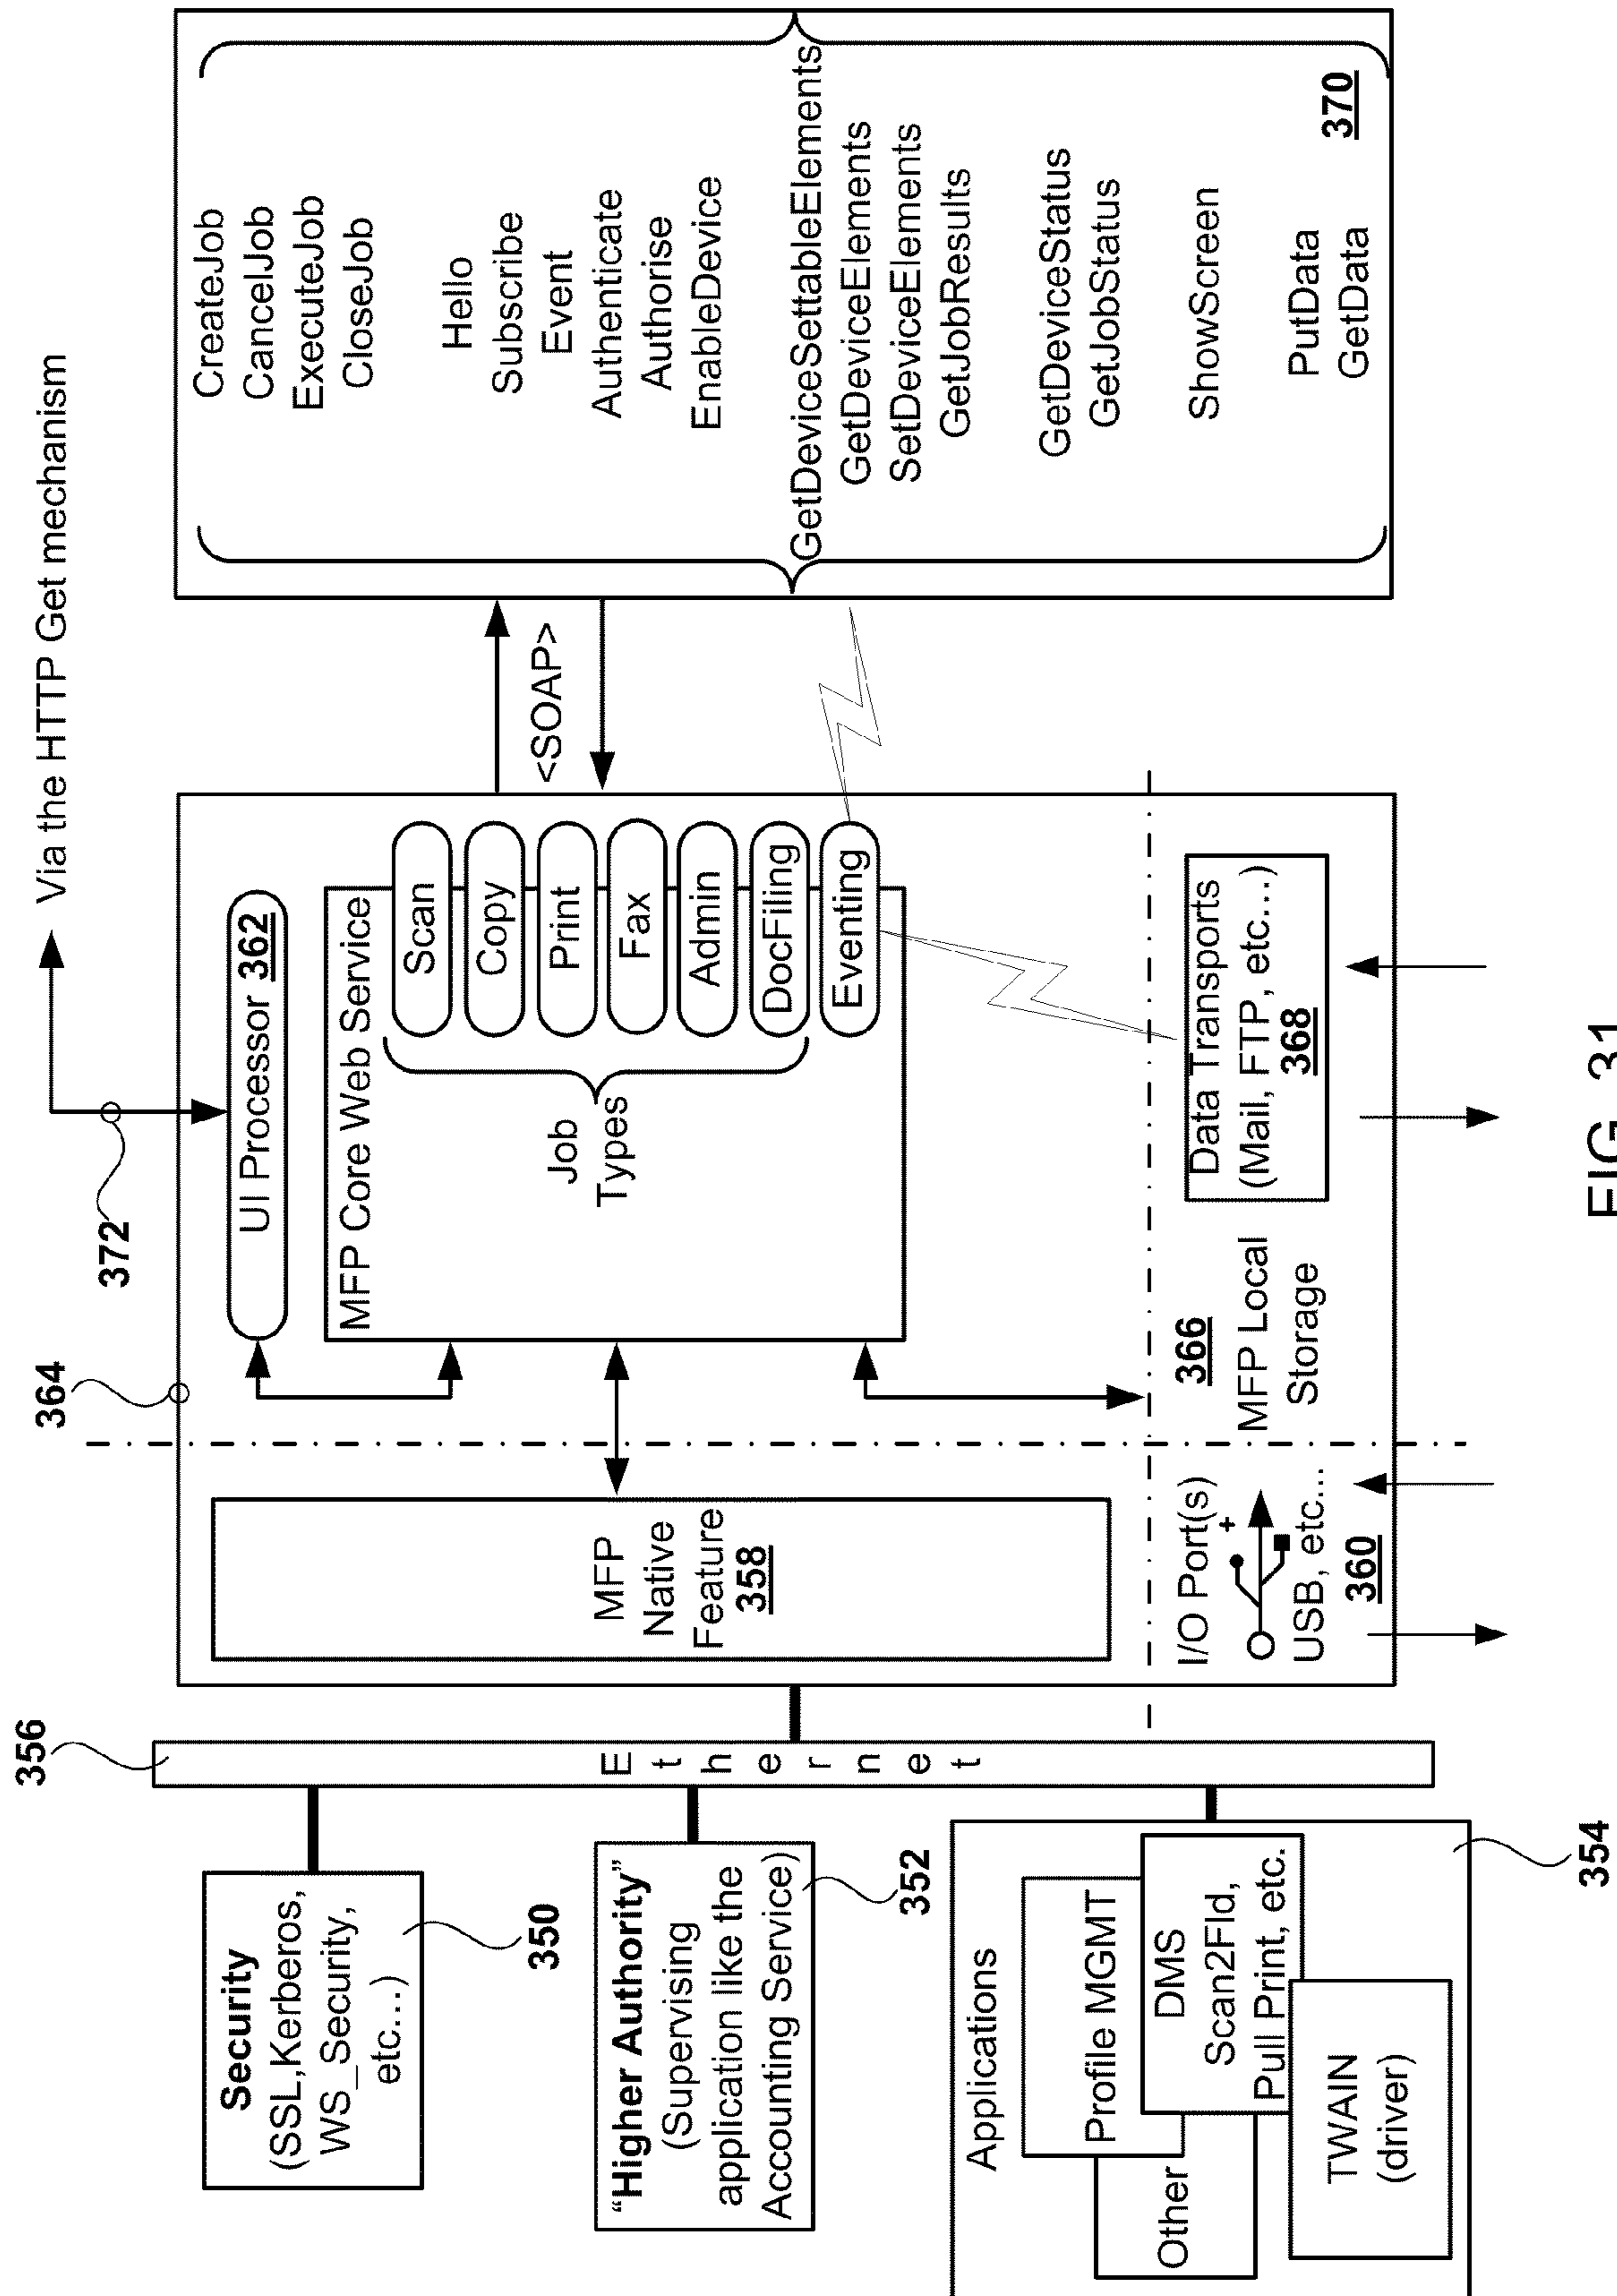 Via the HTTP Get mechanism
372
364
356
Security
(SSL,Kerberos,
WS_Security,
etc...)
350
“Higher Authority”
(Supervising
application like the
Accounting Service)
352
Applications
Profile MGMT
DMS
Scan2Fld,
Pull Print, etc.
Other
TWAIN
(driver)
354
Ethernet
MFP
Native
Feature
358
I/O Port(s)
+
USB, etc...
360
UI Processor 362
MFP Core Web Service
Job
Types
Scan
Copy
Print
Fax
Admin
DocFiling
Eventing
366
MFP Local
Storage
Data Transports
(Mail, FTP, etc...)
368
<SOAP>
CreateJob
CancelJob
ExecuteJob
CloseJob
Hello
Subscribe
Event
Authenticate
Authorise
EnableDevice
GetDeviceSettableElements
GetDeviceElements
SetDeviceElements
GetJobResults
GetDeviceStatus
GetJobStatus
ShowScreen
PutData
GetData
370
FIG. 31